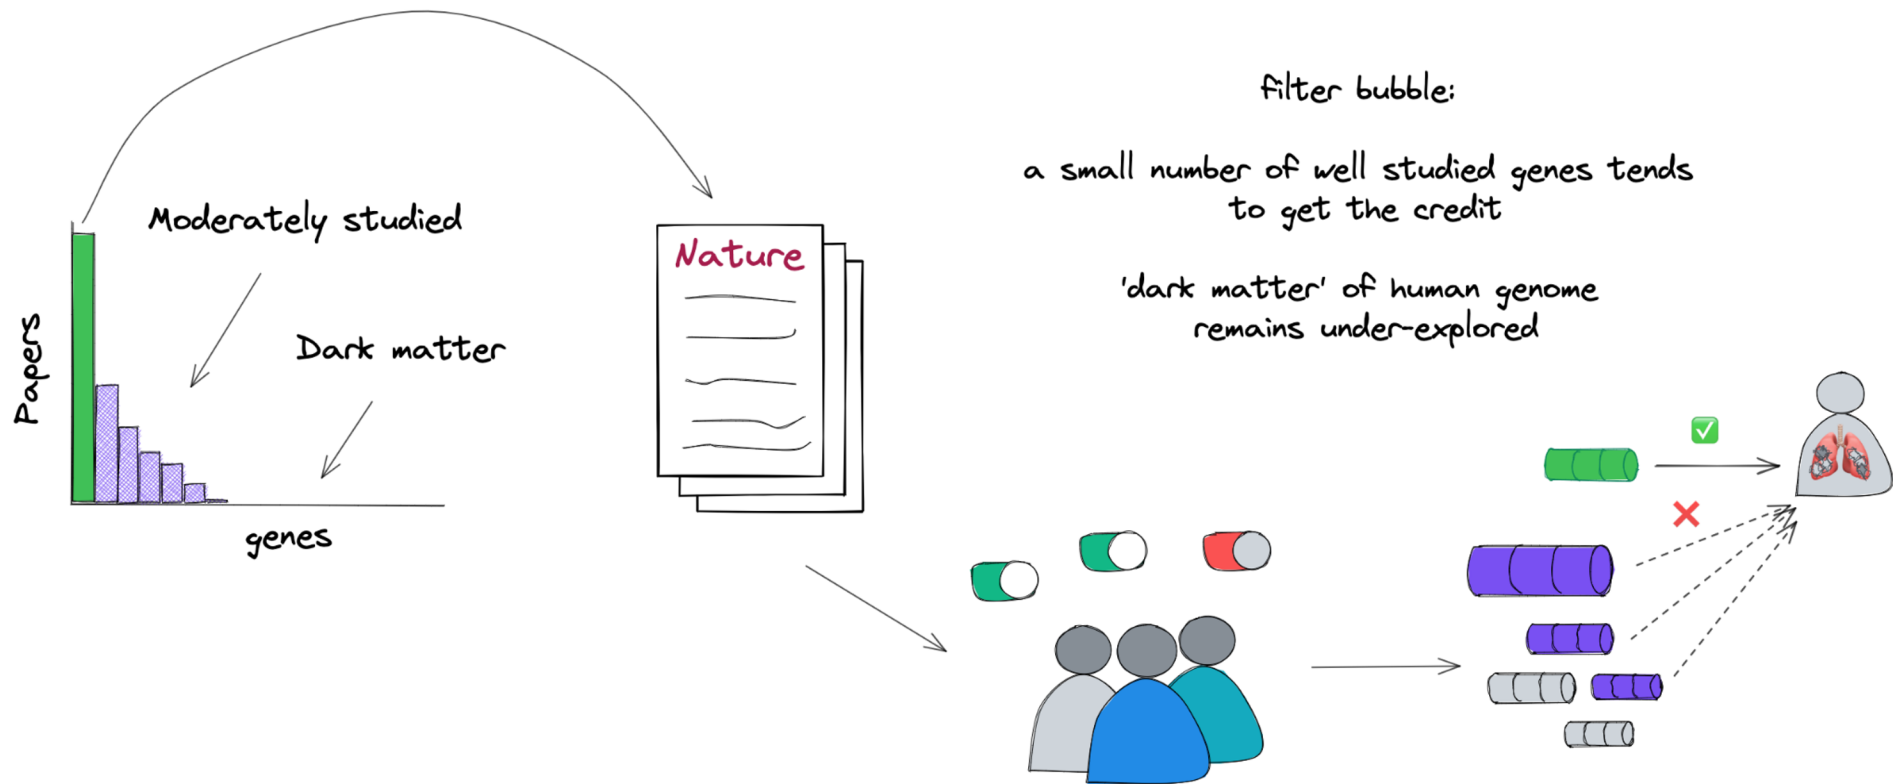 filter bubble:
a small number of well studied genes tends
to get the credit
'dark matter' of human genome
remains under-explored
Moderately studied
Dark matter
Papers
genes
Nature